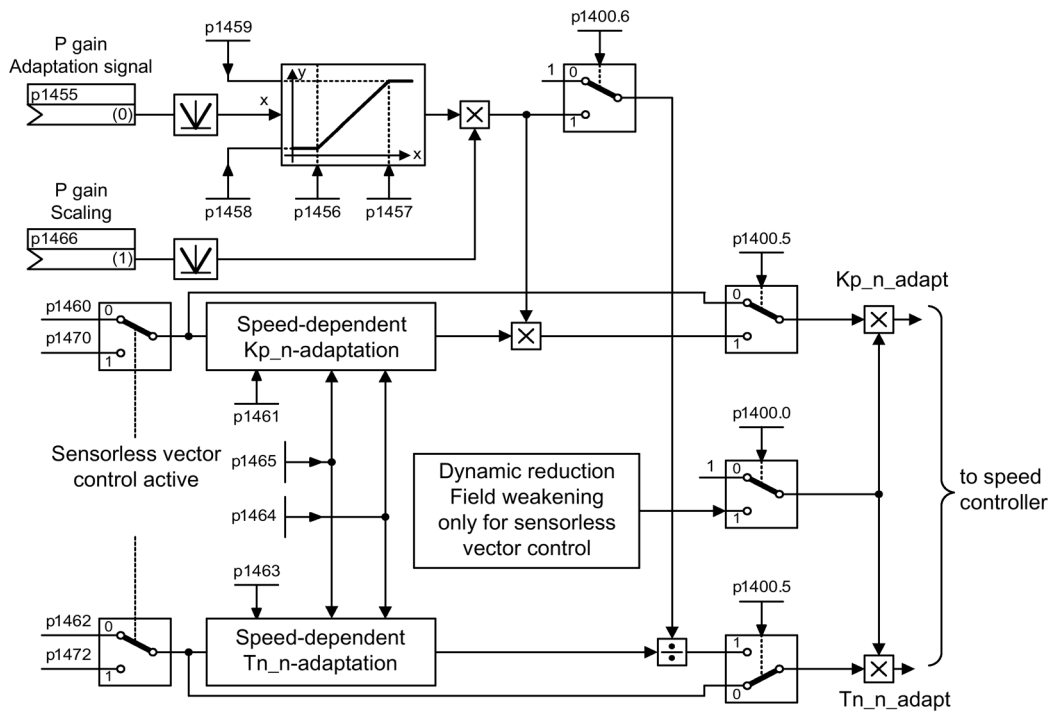 p1459
p1400.6
P gain
Adaptation signal
p1455
(0)
x
y
x
1
0
1
p1458
p1456
p1457
P gain
Scaling
p1466
(1)
p1400.5
Kp_n_adapt
p1460
0
p1470
1
Speed-dependent
Kp_n-adaptation
0
1
p1461
p1400.0
Sensorless vector
control active
p1465
p1464
Dynamic reduction
Field weakening
only for sensorless
vector control
1
0
1
to speed
controller
p1463
p1400.5
p1462
0
p1472
1
Speed-dependent
Tn_n-adaptation
1
0
Tn_n_adapt